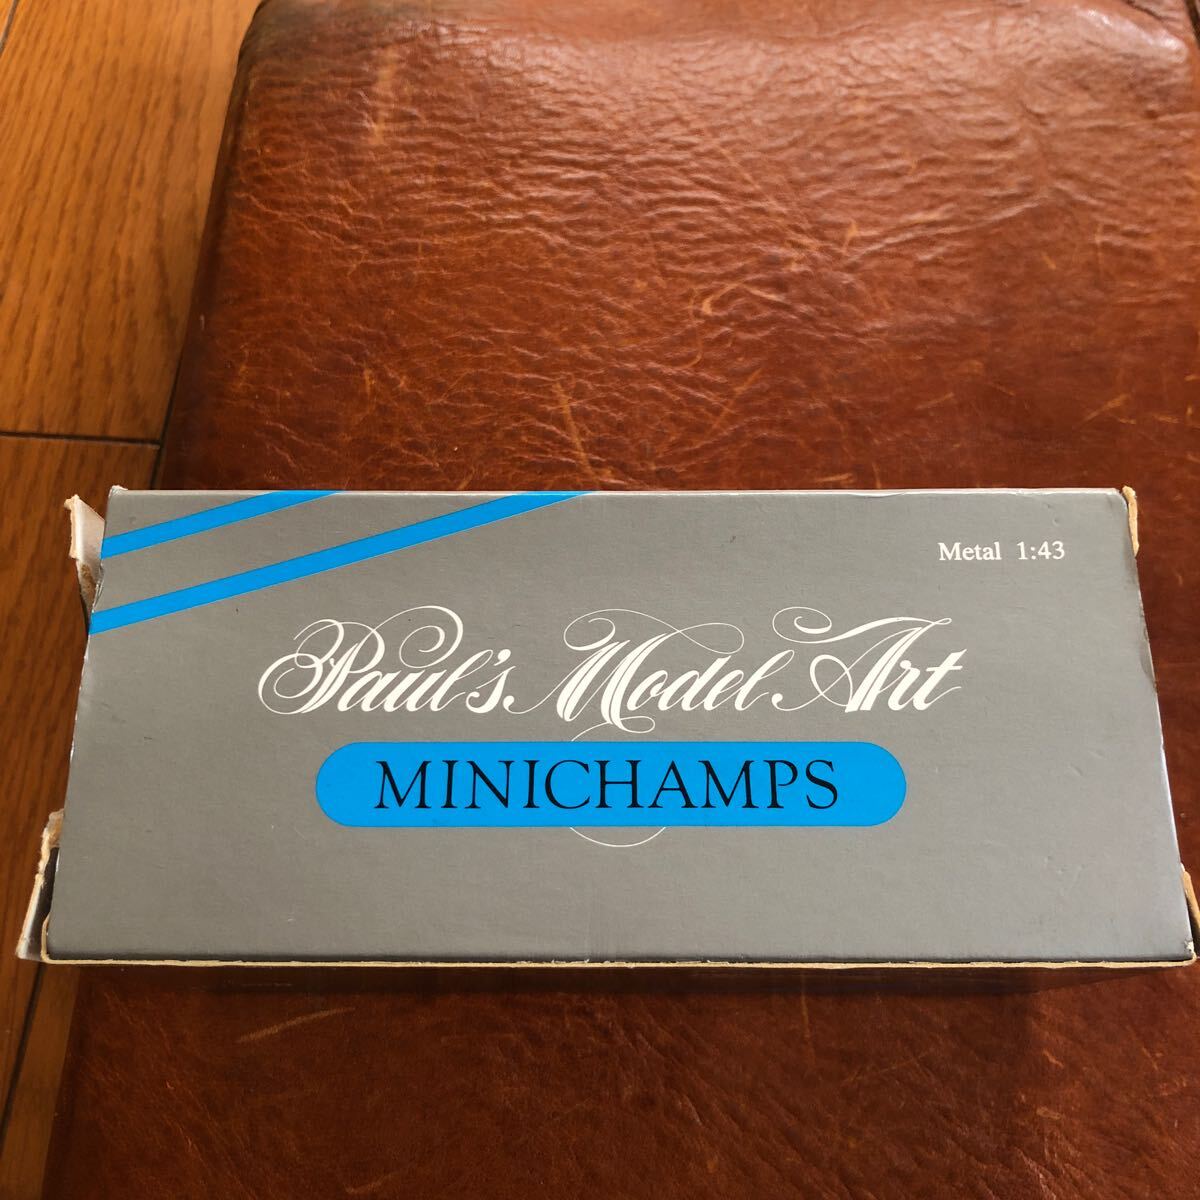 Metal 1:43
Paul's Model Art
MINICHAMPS